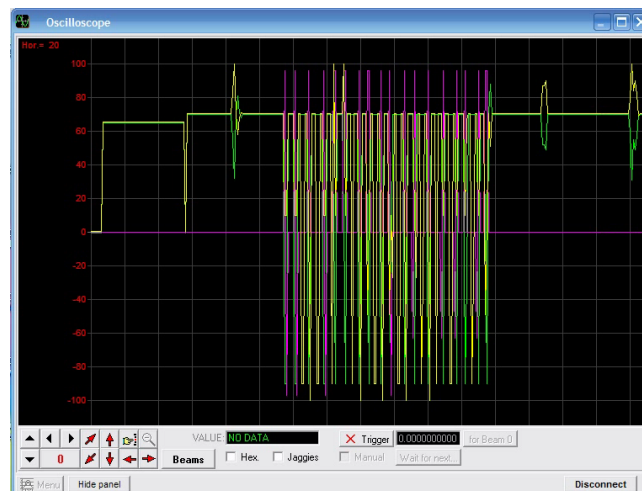 Oscilloscope
Hor = 20
100
80
60
40
20
0
-20
-40
-60
-80
-100
VALUE: NO DATA
Trigger
0.0000000000
for Beam 0
0
Beams
Hex.
Jaggies
Manual
Wait for next...
Menu
Hide panel
Disconnect